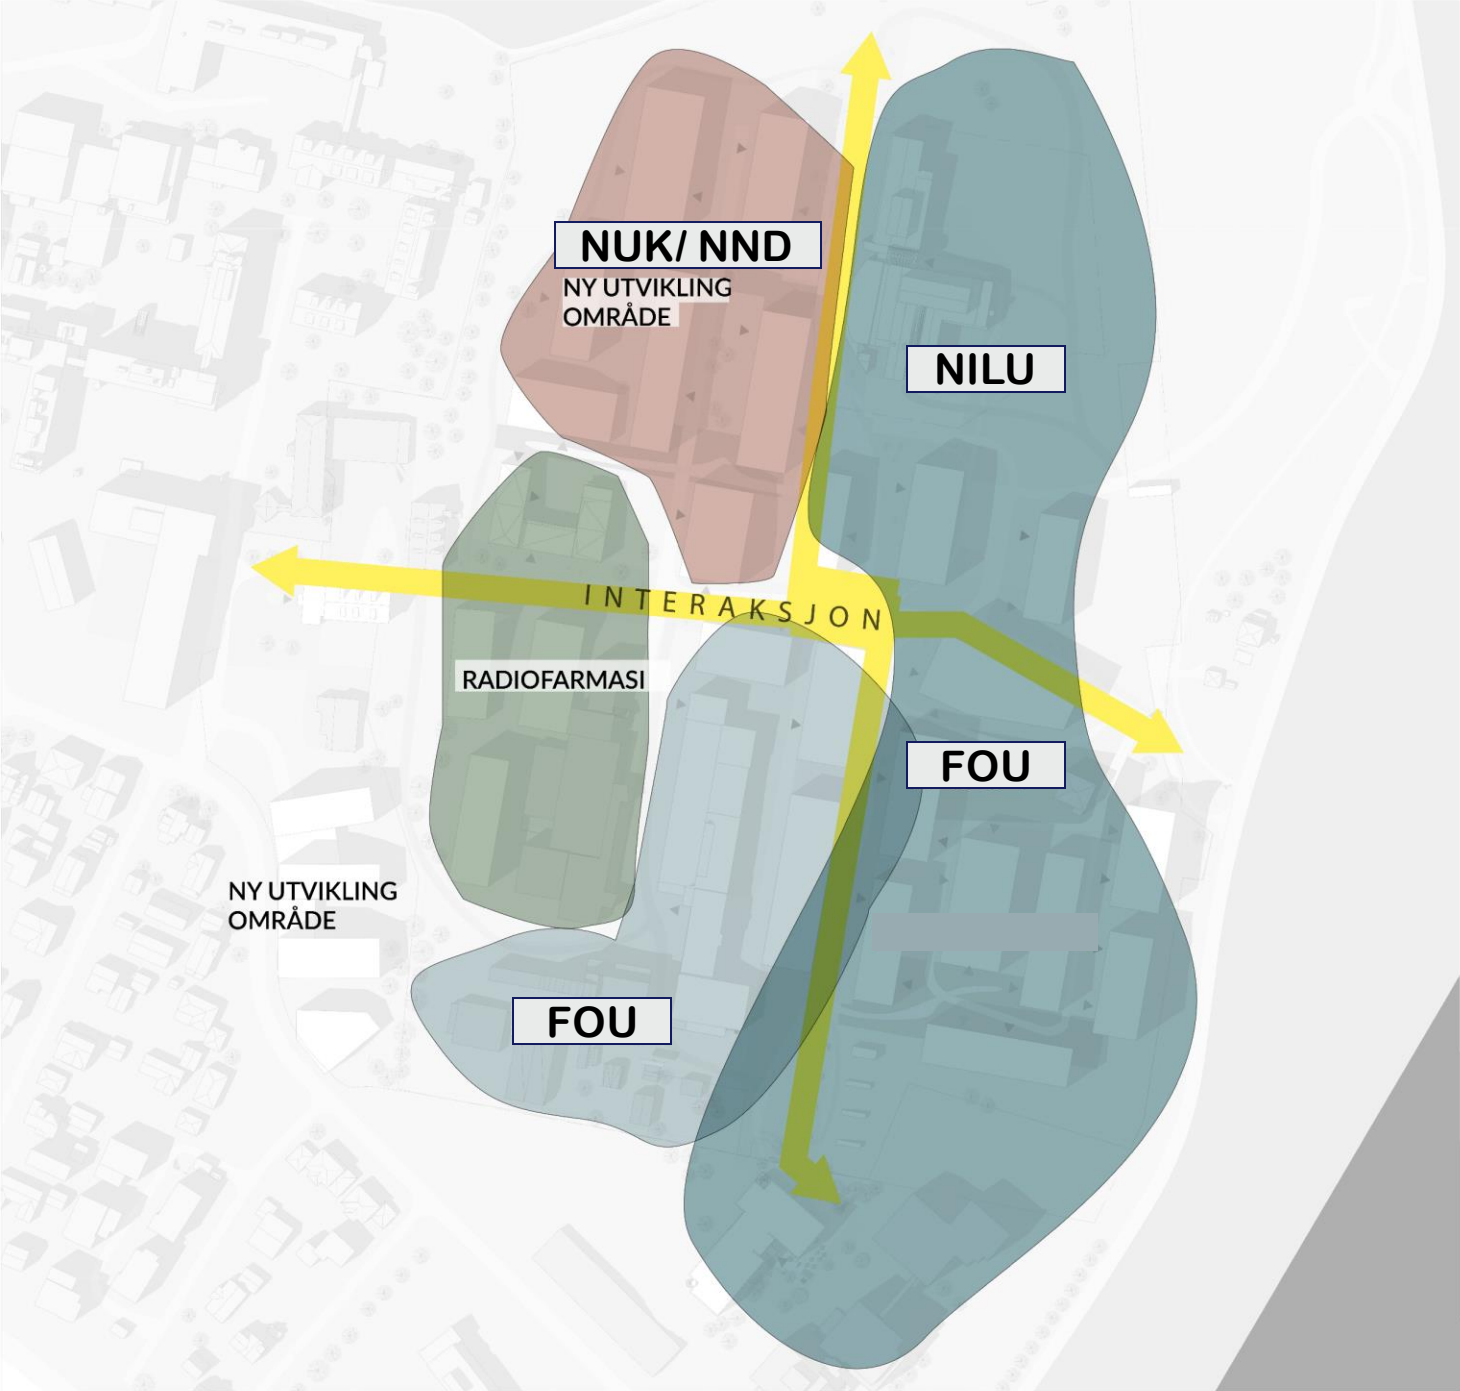 NUK/ NND
NY UTVIKLING
OMRÅDE
NILU
INTERAKSJON
RADIOFARMASI
FOU
NY UTVIKLING
OMRÅDE
FOU